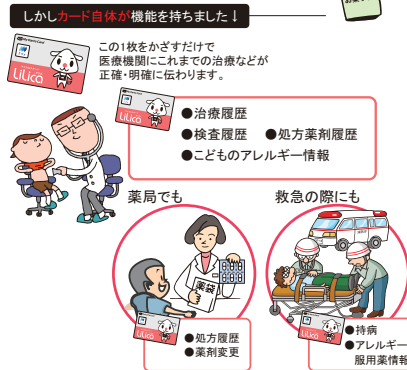 しかしカード自体が機能を持ちました↓
この1枚をかざすだけで
医療機関にこれまでの治療などが
正確・明確に伝わります。
LiLica
LiLica
●治療履歴
●検査履歴 ●処方薬剤履歴
●こどものアレルギー情報
薬局でも
救急の際にも
薬袋
LiLica
●処方履歴
●薬剤変更
LiLica
●持病
●アレルギー
服用薬情報